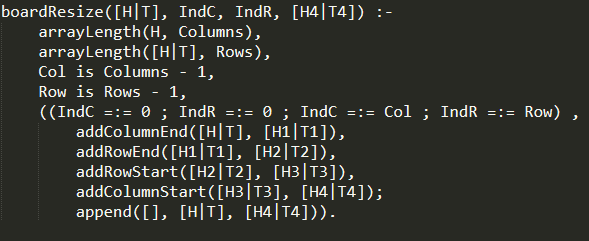 boardResize([H|T], IndC, IndR, [H4|T4]) :-
    arrayLength(H, Columns),
    arrayLength([H|T], Rows),
    Col is Columns - 1,
    Row is Rows - 1,
    ((IndC =:= 0 ; IndR =:= 0 ; IndC =:= Col ; IndR =:= Row) ,
        addColumnEnd([H|T], [H1|T1]),
        addRowEnd([H1|T1], [H2|T2]),
        addRowStart([H2|T2], [H3|T3]),
        addColumnStart([H3|T3], [H4|T4]);
        append([], [H|T], [H4|T4])).